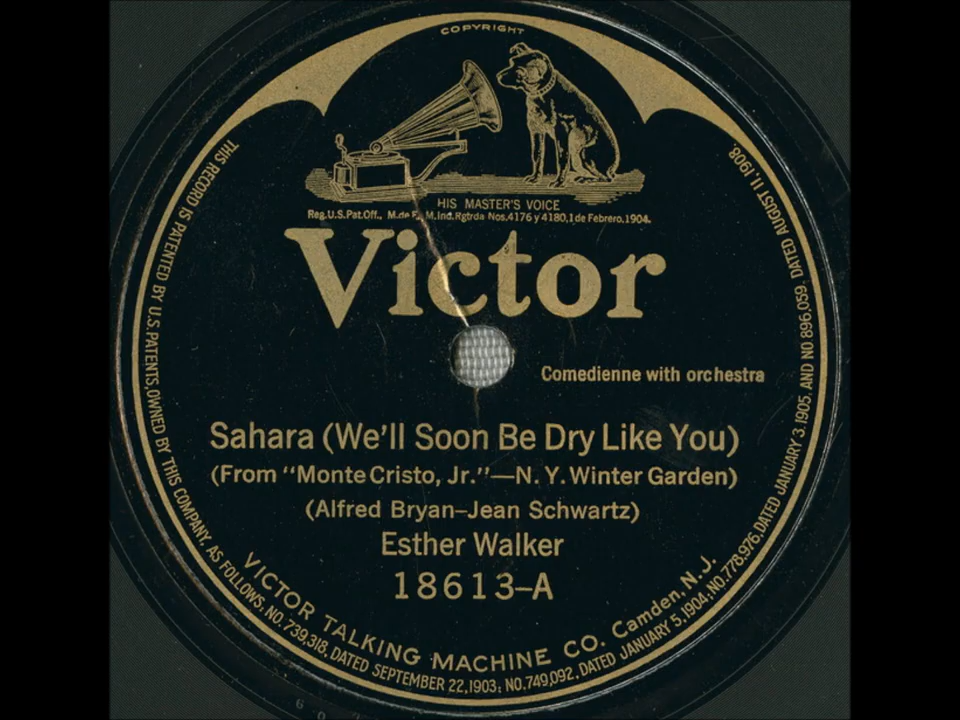 COPYRIGHT
HIS MASTER'S VOICE
Reg.U.S.Pat.Off., M.de F. M.Ind.Rgtrda Nos.4176 y 4180,1 de Febrero,1904.
Victor
Comedienne with orchestra
Sahara (We'll Soon Be Dry Like You)
(From "Monte Cristo, Jr."—N. Y. Winter Garden)
(Alfred Bryan–Jean Schwartz)
Esther Walker
18613–A
VICTOR TALKING MACHINE CO. Camden, N. J.
THIS RECORD IS PATENTED BY U.S. PATENTS, OWNED BY THIS COMPANY, AS FOLLOWS: NO. 739,318, DATED SEPTEMBER 22, 1903; NO. 749,092, DATED JANUARY 5, 1904; NO. 778,976, DATED JANUARY 3, 1905, AND NO 896,059, DATED AUGUST 11, 1908.